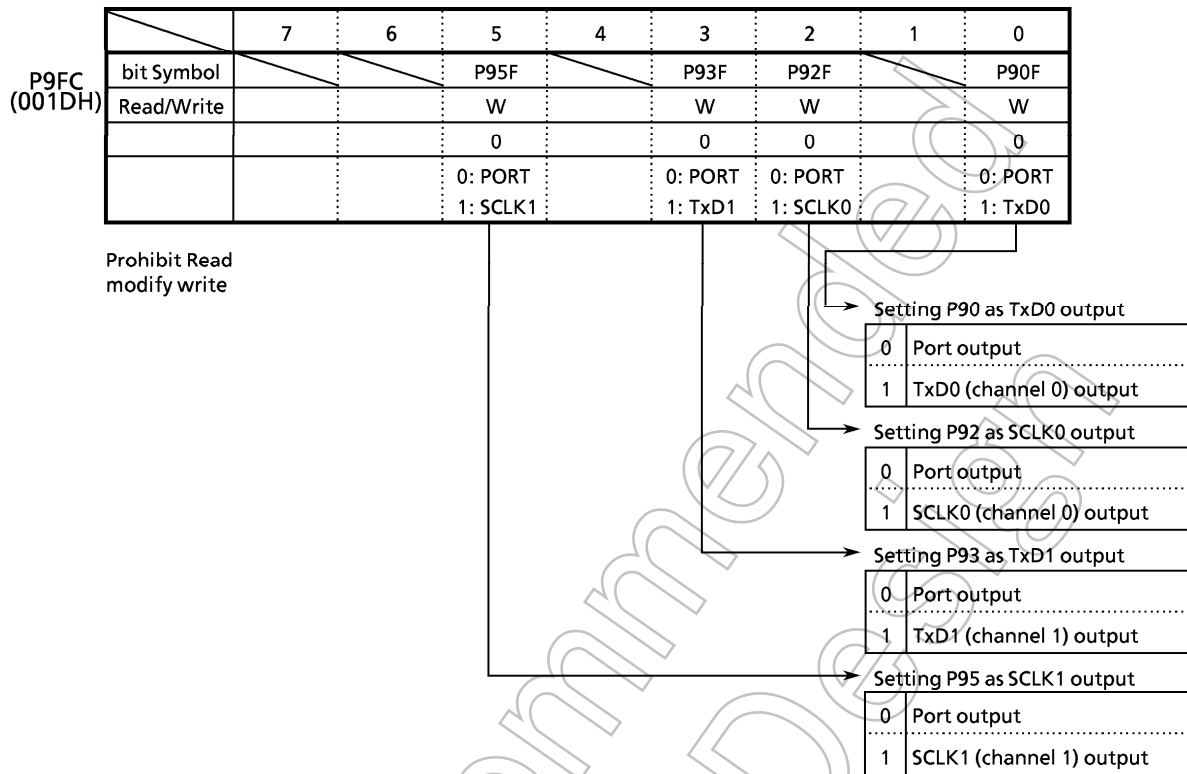 7 6 5 4 3 2 1 0
P9FC
(001DH)
bit Symbol P95F P93F P92F P90F
Read/Write W W W W
0 0 0 0
0: PORT 0: PORT 0: PORT 0: PORT
1: SCLK1 1: TxD1 1: SCLK0 1: TxD0
Prohibit Read
modify write
Setting P90 as TxD0 output
0 Port output
1 TxD0 (channel 0) output
Setting P92 as SCLK0 output
0 Port output
1 SCLK0 (channel 0) output
Setting P93 as TxD1 output
0 Port output
1 TxD1 (channel 1) output
Setting P95 as SCLK1 output
0 Port output
1 SCLK1 (channel 1) output
ommended
Design